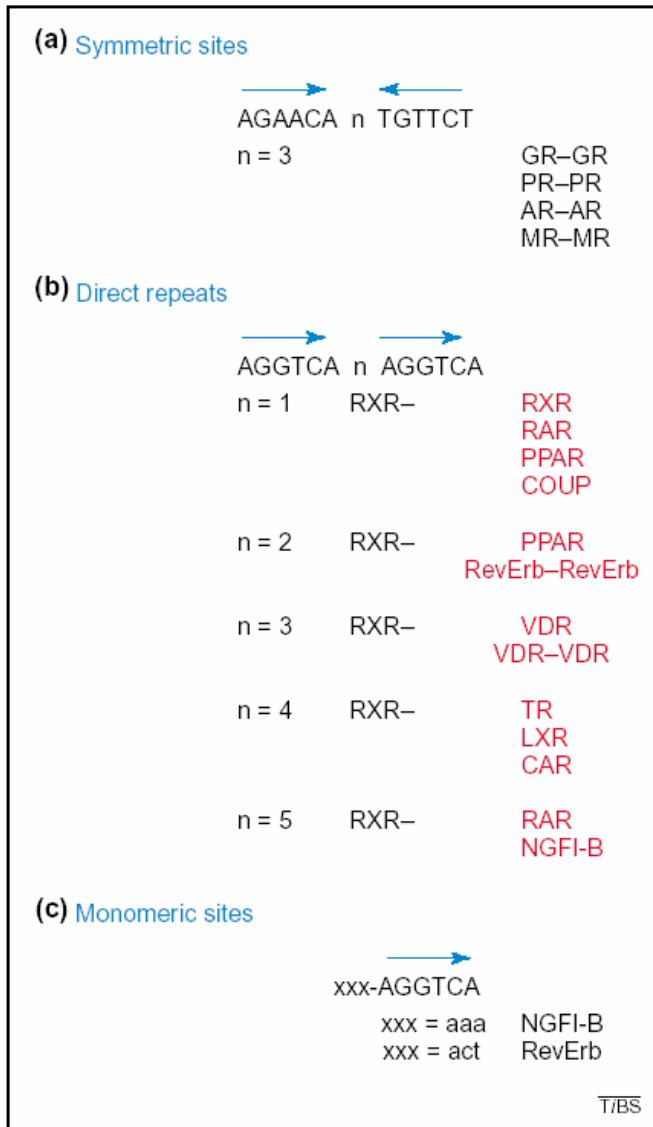 (a) Symmetric sites
AGAACA n TGTTCT
n = 3 GR–GR
PR–PR
AR–AR
MR–MR
(b) Direct repeats
AGGTCA n AGGTCA
n = 1 RXR– RXR
RAR
PPAR
COUP
n = 2 RXR– PPAR
RevErb–RevErb
n = 3 RXR– VDR
VDR–VDR
n = 4 RXR– TR
LXR
CAR
n = 5 RXR– RAR
NGFI-B
(c) Monomeric sites
xxx-AGGTCA
xxx = aaa NGFI-B
xxx = act RevErb
TiBS